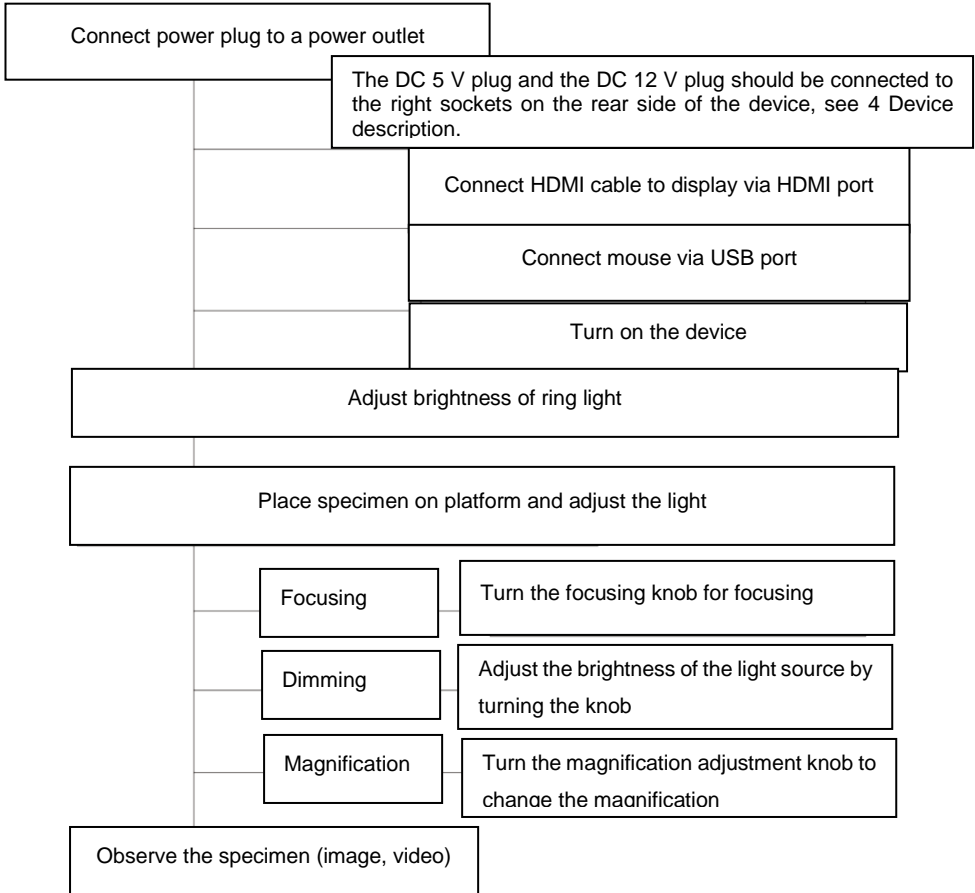 Connect power plug to a power outlet
The DC 5 V plug and the DC 12 V plug should be connected to
the right sockets on the rear side of the device, see 4 Device
description.
Connect HDMI cable to display via HDMI port
Connect mouse via USB port
Turn on the device
Adjust brightness of ring light
Place specimen on platform and adjust the light
Focusing
Turn the focusing knob for focusing
Dimming
Adjust the brightness of the light source by
turning the knob
Magnification
Turn the magnification adjustment knob to
change the magnification
Observe the specimen (image, video)